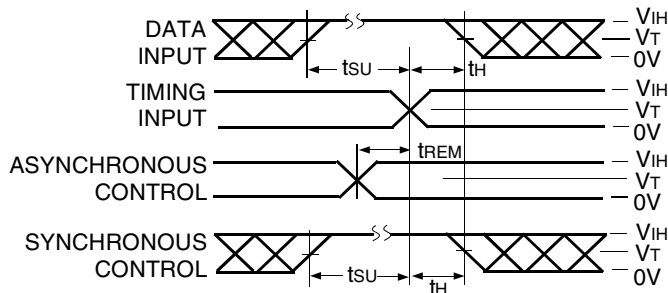 DATA
INPUT
tSU
tH
VIH
VT
0V
TIMING
INPUT
VIH
VT
0V
tREM
ASYNCHRONOUS
CONTROL
VIH
VT
0V
SYNCHRONOUS
CONTROL
tSU
tH
VIH
VT
0V